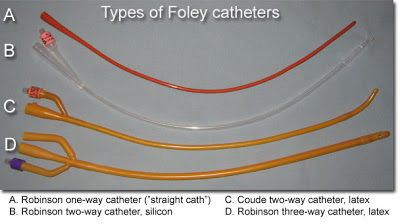 Types of Foley catheters
A
B
C
D
A. Robinson one-way catheter ("straight cath")
B. Robinson two-way catheter, silicon
C. Coude two-way catheter, latex
D. Robinson three-way catheter, latex